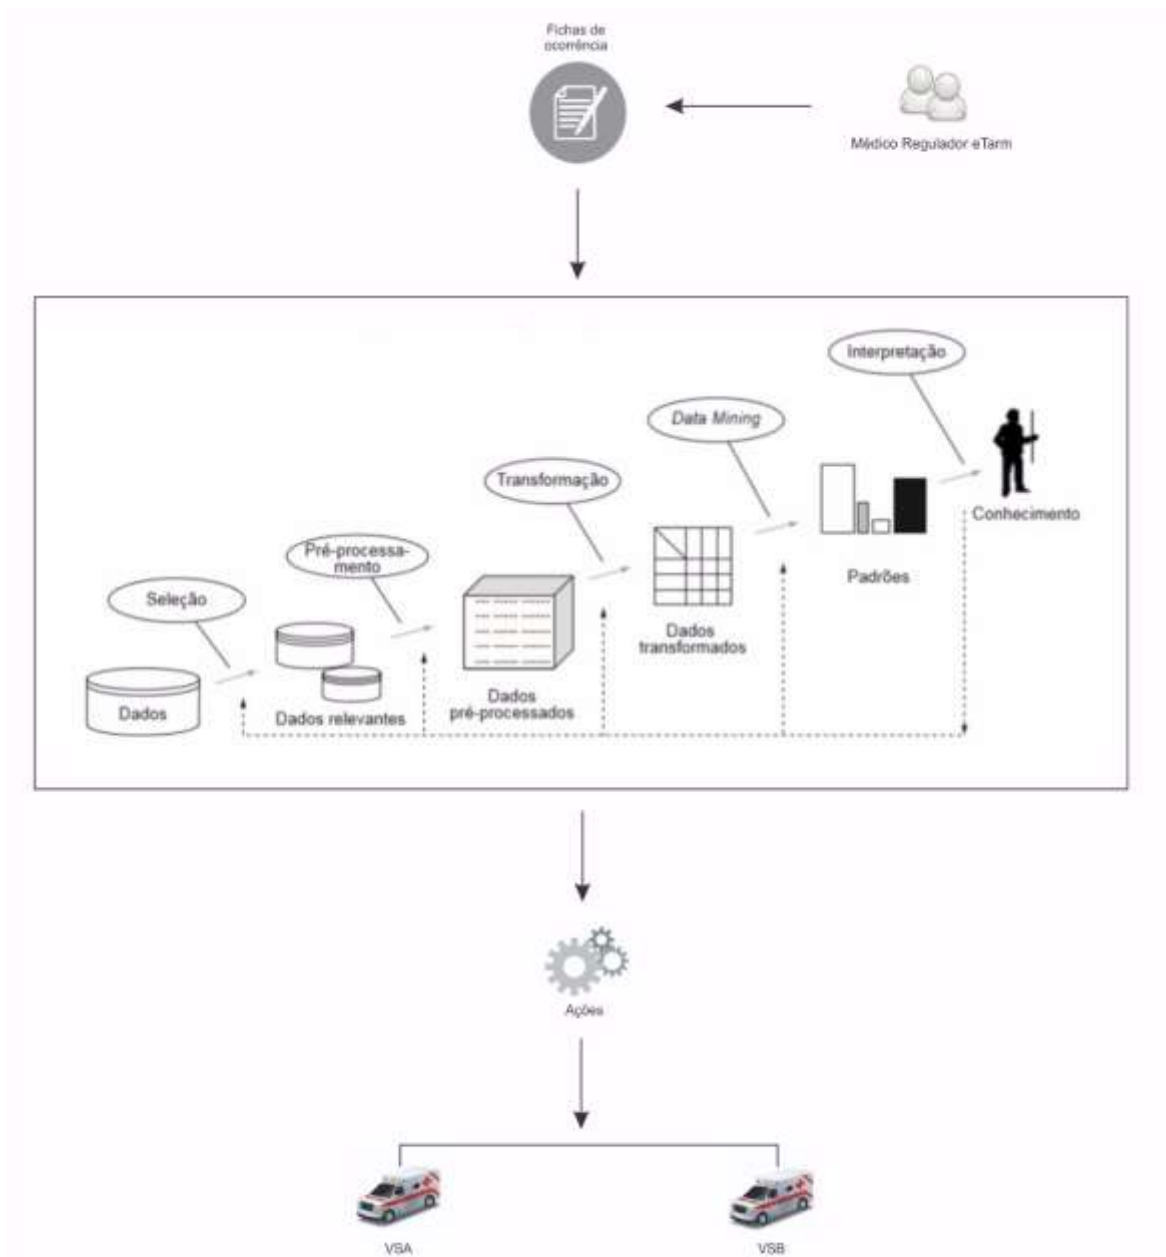 Fichas de
ocorrência
Médico Regulador eTarm
Interpretação
Data Mining
Conhecimento
Transformação
Padrões
Pré-processa-
mento
Dados
transformados
Seleção
Dados
pré-processados
Dados relevantes
Dados
Ações
VSA
VSB